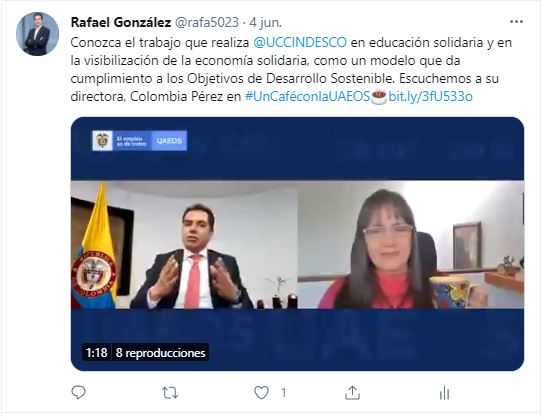 Rafael González @rafa5023 · 4 jun.
Conozca el trabajo que realiza @UCCINDESCO en educación solidaria y en
la visibilización de la economía solidaria, como un modelo que da
cumplimiento a los Objetivos de Desarrollo Sostenible. Escuchemos a su
directora, Colombia Pérez en #UnCaféconlaUAEOS☕bit.ly/3fU533o
El empleo
es de todos
UAEOS
1:18 8 reproducciones
1